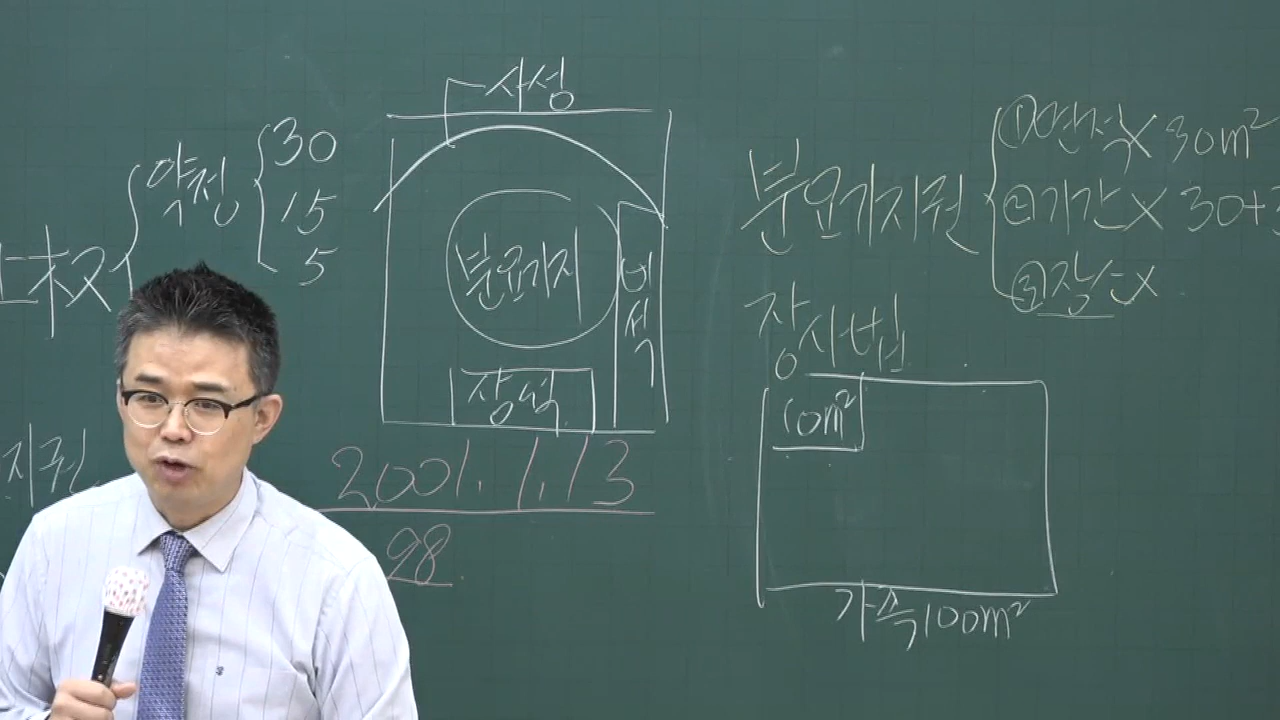 약정
30
15
5
사성
분묘기지
비석
장석
2001.1.13
98
지권
분묘기지권
① 면적 X 30m²
② 기간 X 30+3
③ 장 - X
장사법
10m²
가족 100m²